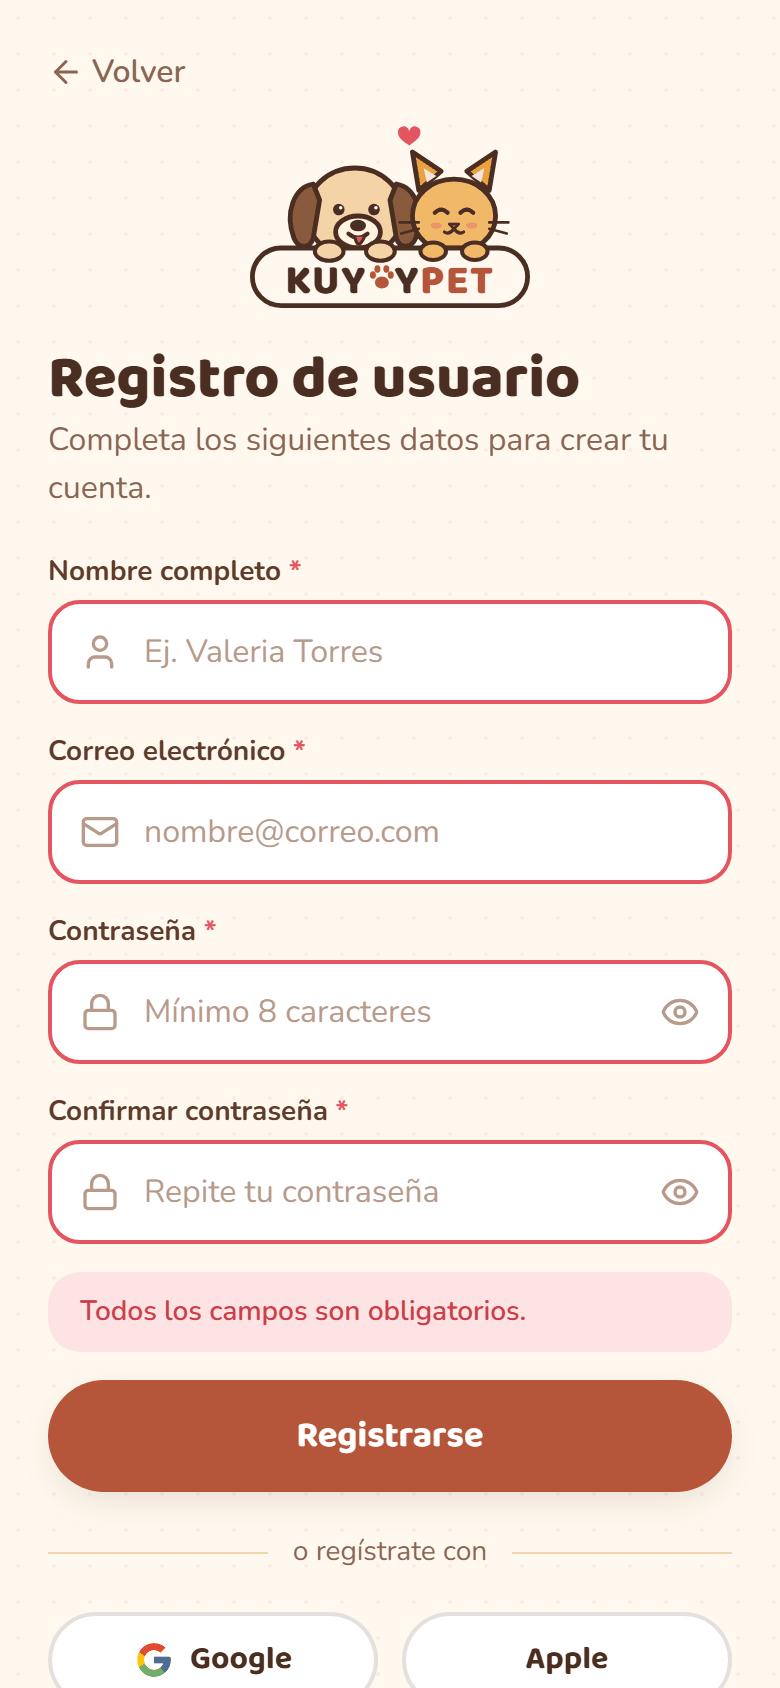 ← Volver
KUYYPET
Registro de usuario
Completa los siguientes datos para crear tu
cuenta.
Nombre completo *
Ej. Valeria Torres
Correo electrónico *
nombre@correo.com
Contraseña *
Mínimo 8 caracteres
Confirmar contraseña *
Repite tu contraseña
Todos los campos son obligatorios.
Registrarse
o regístrate con
Google
Apple